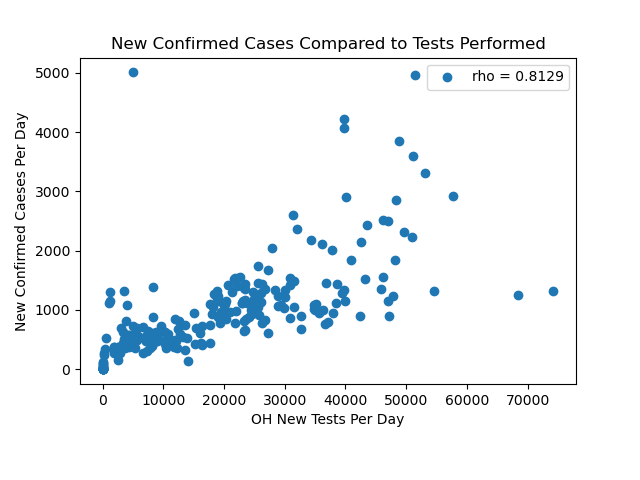 New Confirmed Cases Compared to Tests Performed
rho = 0.8129
New Confirmed Caeses Per Day
5000
4000
3000
2000
1000
0
0 10000 20000 30000 40000 50000 60000 70000
OH New Tests Per Day